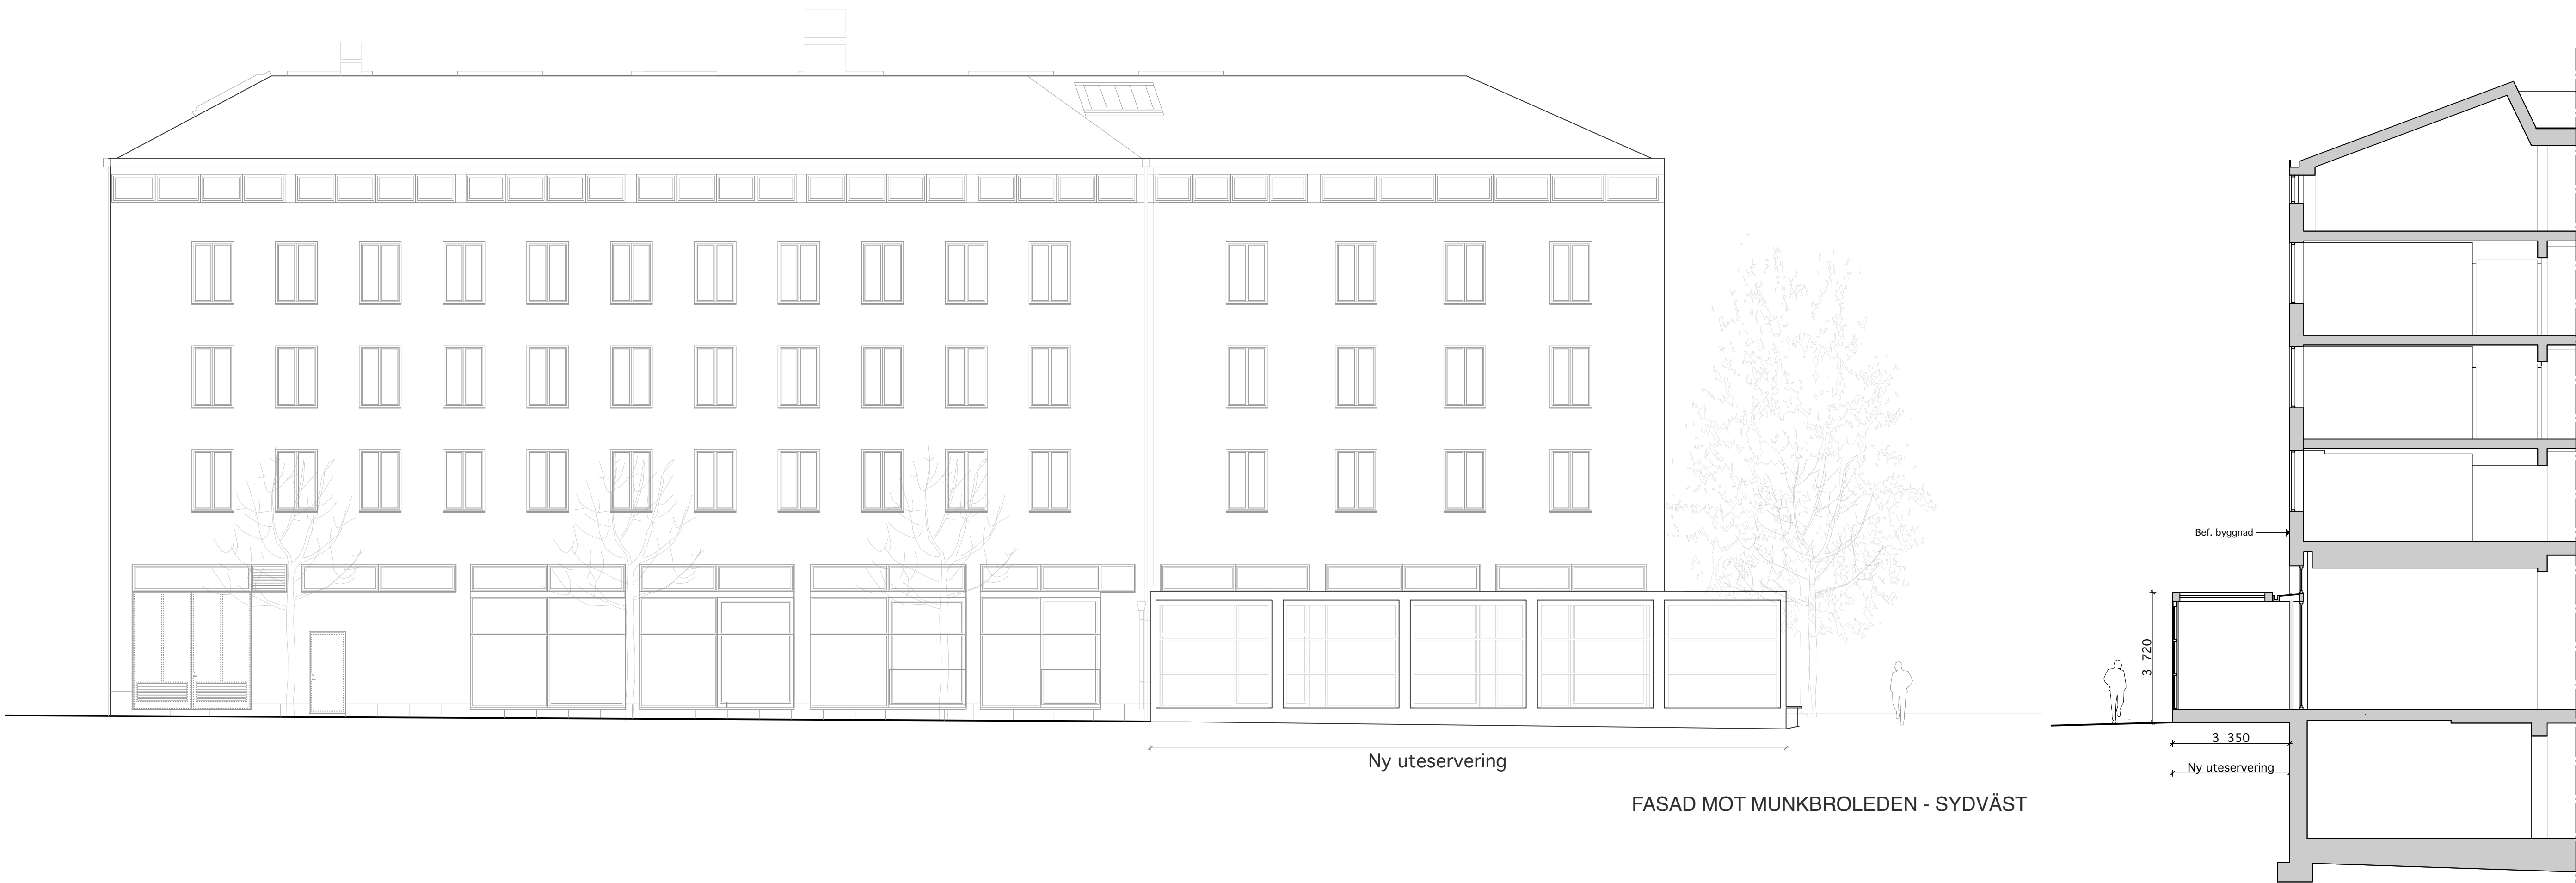 Ny uteservering
FASAD MOT MUNKBROLEDEN - SYDVÄST
Bef. byggnad
3 720
3 350
Ny uteservering